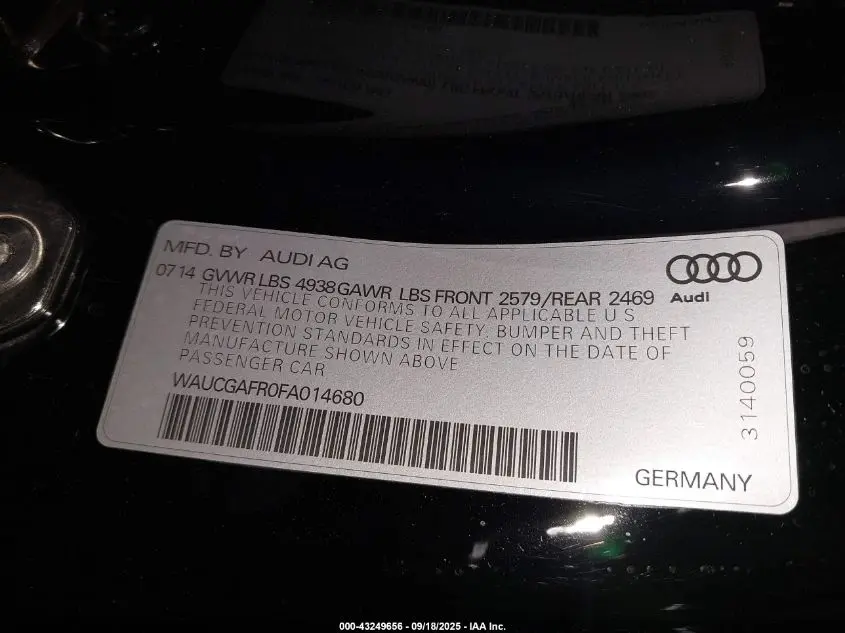 MFD. BY AUDI AG
0714 GVWR LBS 4938 GAWR LBS FRONT 2579/REAR 2469
THIS VEHICLE CONFORMS TO ALL APPLICABLE U S
FEDERAL MOTOR VEHICLE SAFETY, BUMPER AND THEFT
PREVENTION STANDARDS IN EFFECT ON THE DATE OF
MANUFACTURE SHOWN ABOVE
PASSENGER CAR
WAUCGAFR0FA014680
Audi
3140059
GERMANY
000-43249656 - 09/18/2025 - IAA Inc.